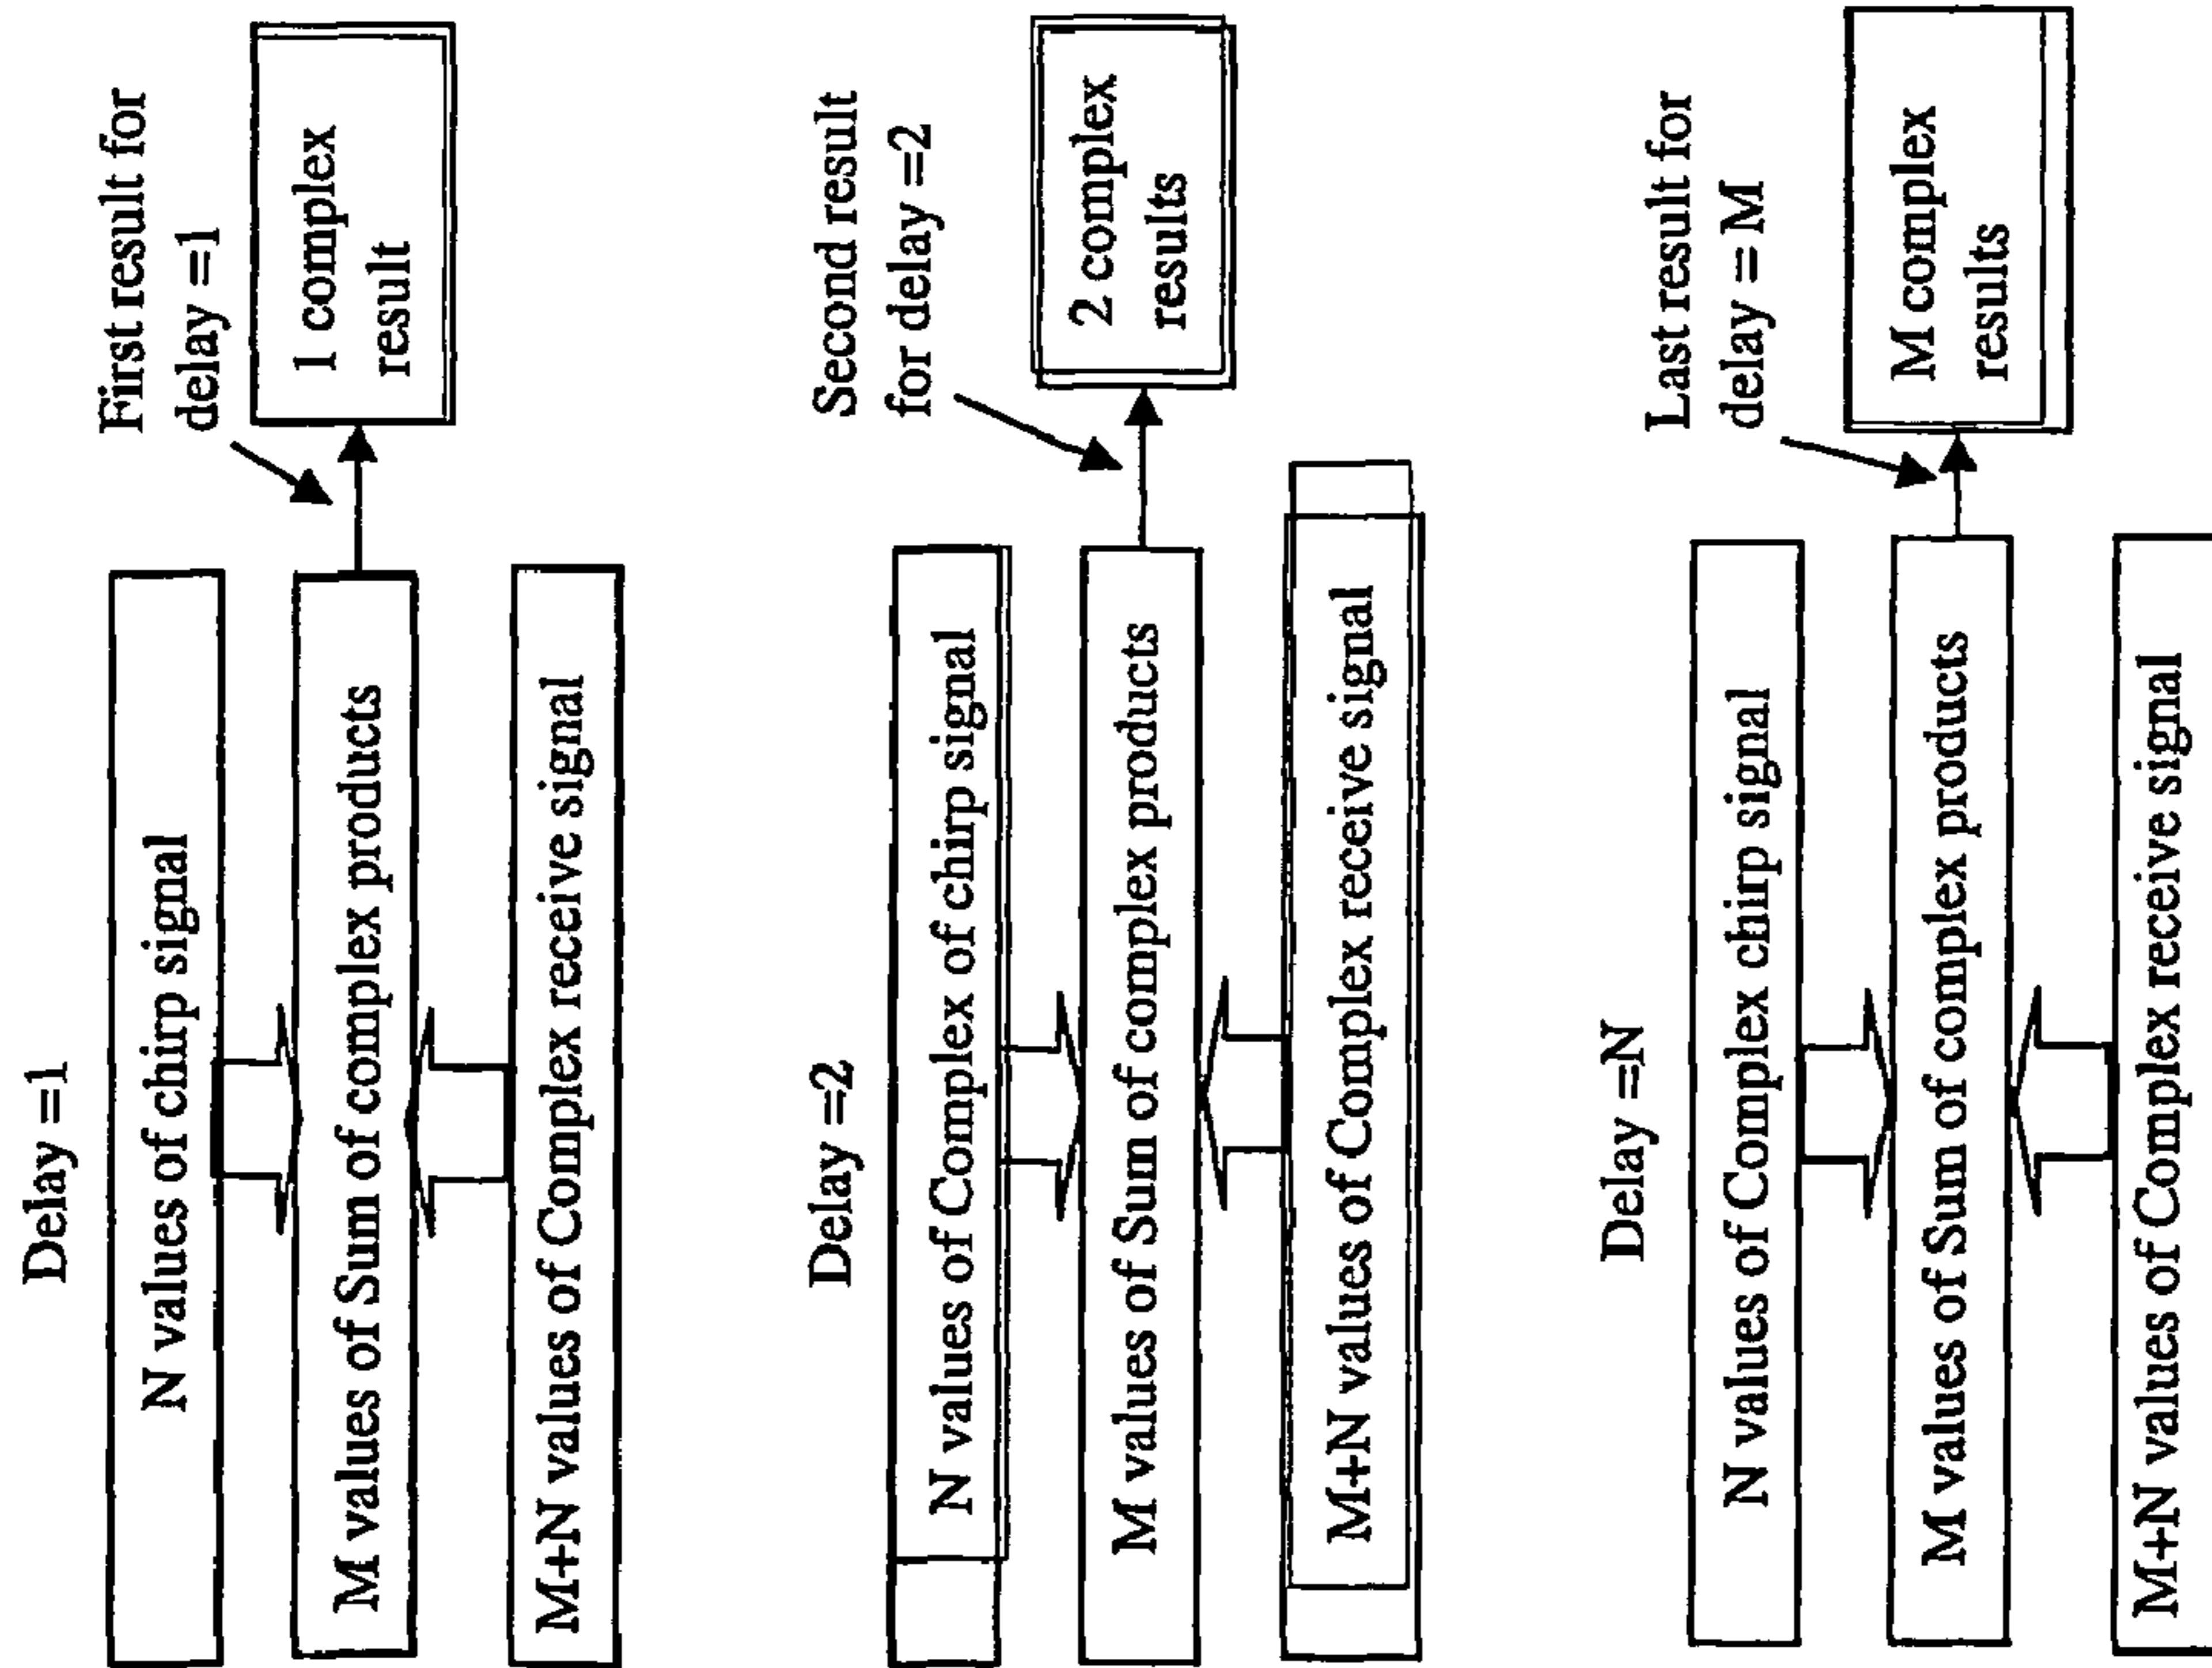 Delay =1
N values of chirp signal
M values of Sum of complex products
M+N values of Complex receive signal
First result for
delay =1
1 complex
result
Delay =2
N values of Complex of chirp signal
M values of Sum of complex products
M+N values of Complex receive signal
Second result
for delay =2
2 complex
results
Delay =N
N values of Complex chirp signal
M values of Sum of complex products
M+N values of Complex receive signal
Last result for
delay = M
M complex
results